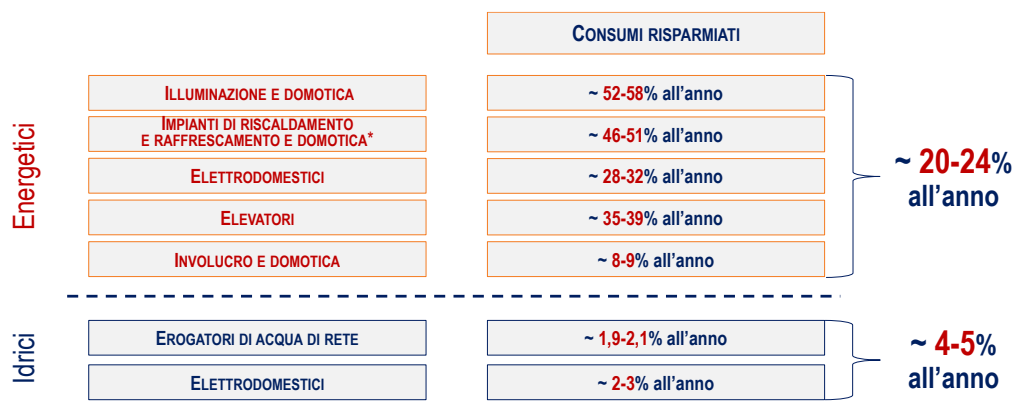 CONSUMI RISPARMIATI
Energetici
ILLUMINAZIONE E DOMOTICA
~ 52-58% all'anno
IMPIANTI DI RISCALDAMENTO
E RAFFRESCAMENTO E DOMOTICA*
~ 46-51% all'anno
ELETTRODOMESTICI
~ 28-32% all'anno
ELEVATORI
~ 35-39% all'anno
INVOLUCRO E DOMOTICA
~ 8-9% all'anno
~ 20-24%
all'anno
Idrici
EROGATORI DI ACQUA DI RETE
~ 1,9-2,1% all'anno
ELETTRODOMESTICI
~ 2-3% all'anno
~ 4-5%
all'anno